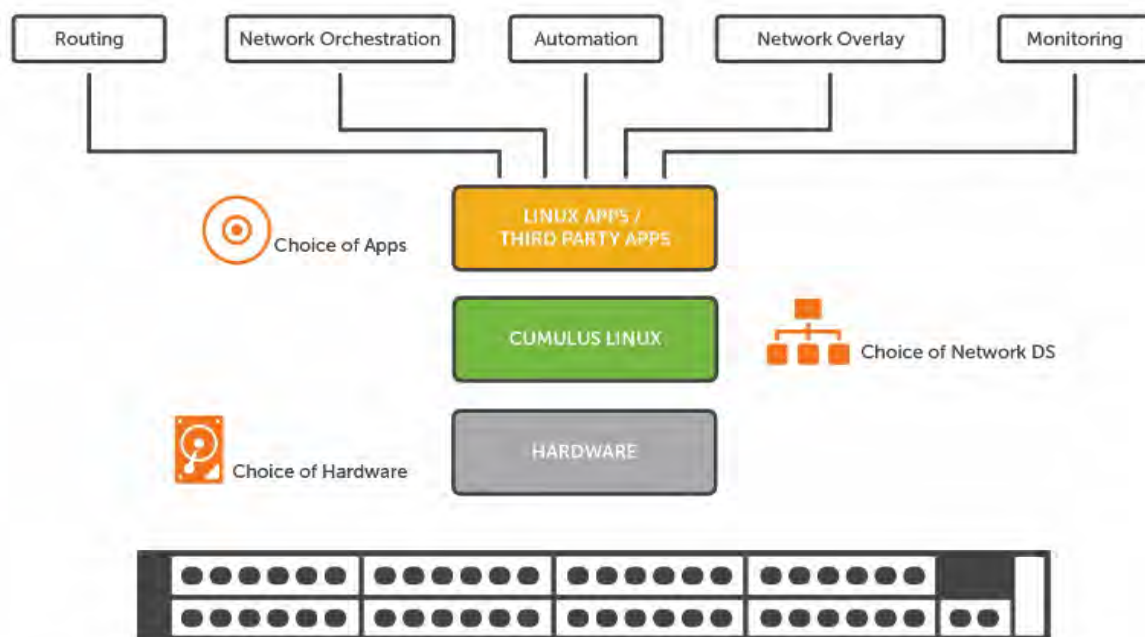 Routing
Network Orchestration
Automation
Network Overlay
Monitoring
LINUX APPS /
THIRD PARTY APPS
Choice of Apps
CUMULUS LINUX
Choice of Network DS
HARDWARE
Choice of Hardware